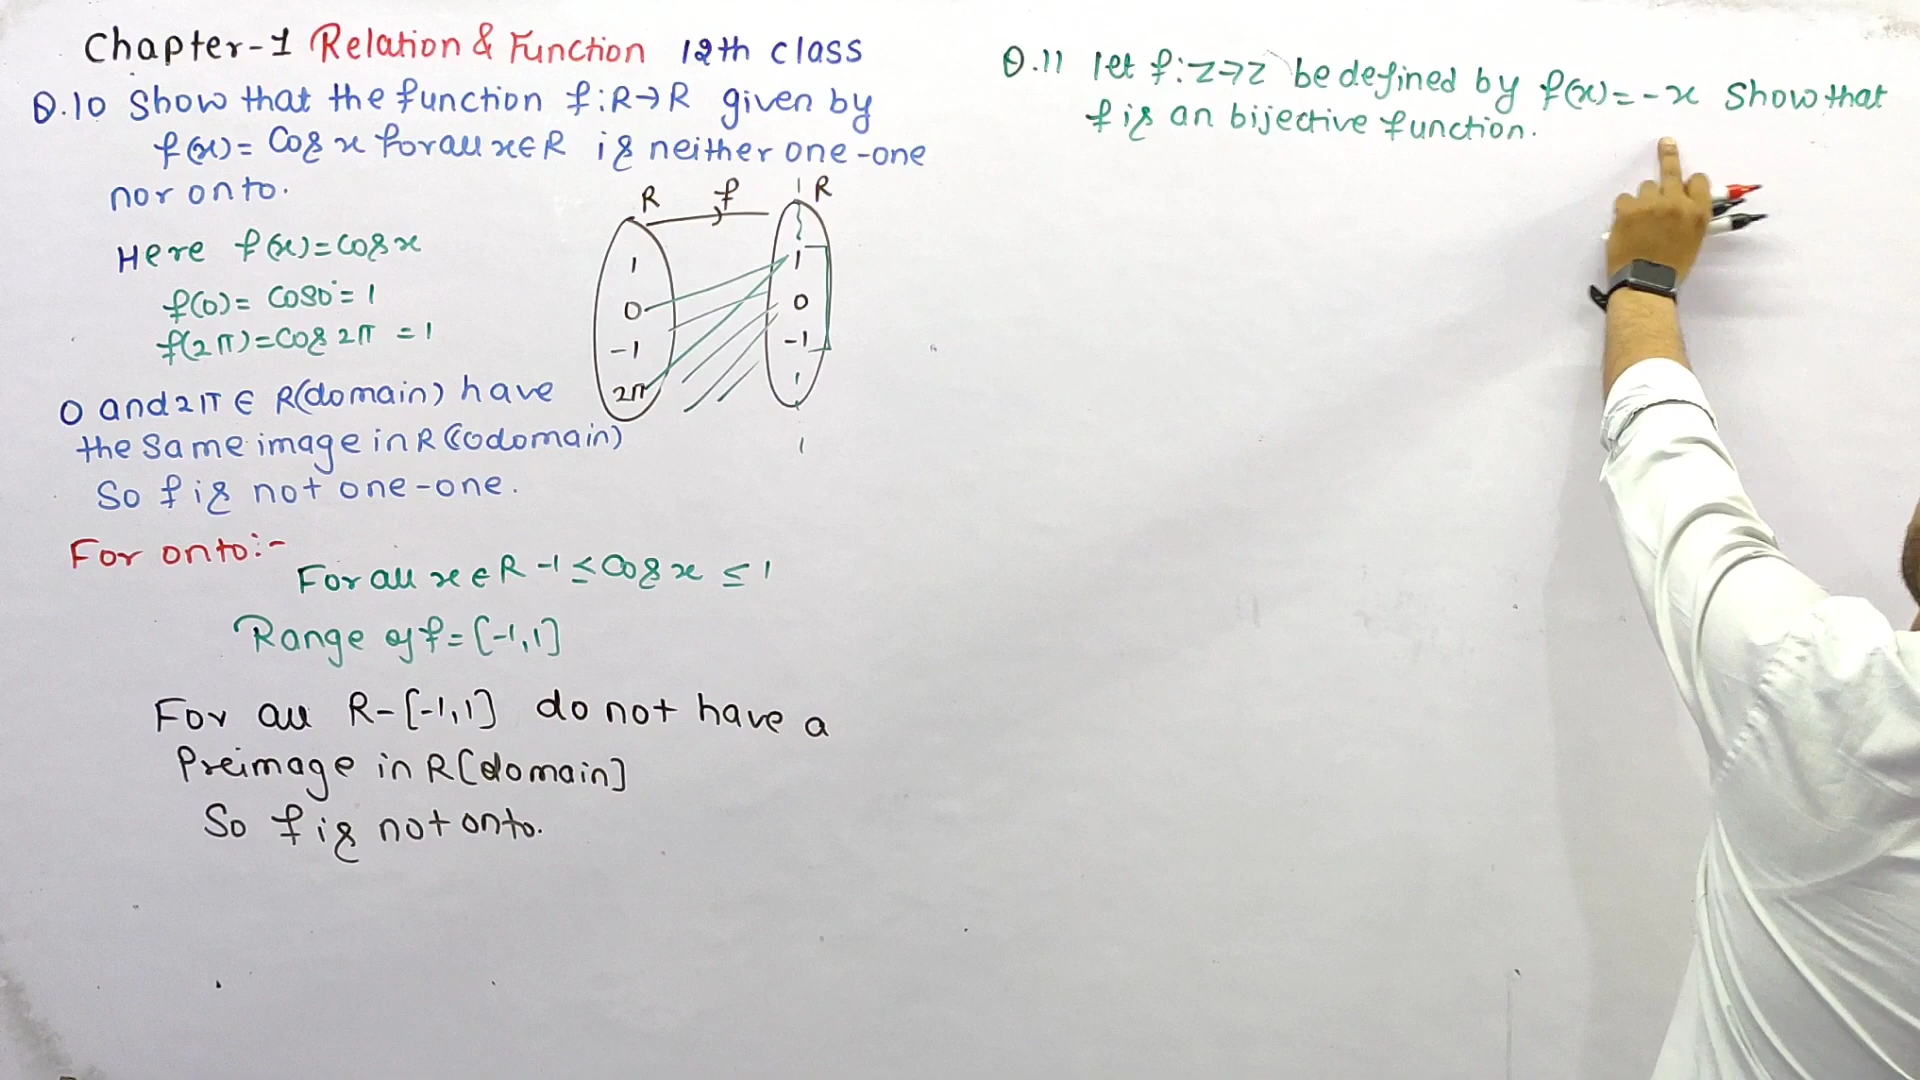 Chapter-1 Relation & Function 12th class
Q.10 Show that the function f:R→R given by
f(x)= Cos x for all x∈R is neither one-one
nor onto.
Here f(x)=cosx
f(0)= cos0°=1
f(2π)=Cos 2π =1
0 and 2π ∈ R(domain) have
the same image in R (codomain)
So f is not one-one.
For onto:-
For all x∈R -1≤Cosx ≤ 1
Range of f=[-1,1]
For all R-[-1,1] do not have a
Preimage in R[domain]
So f is not onto.
R f R
1
0
-1
2π
1
0
-1
1
1
Q.11 let f:Z→Z be defined by f(x)=-x Show that
f is an bijective function.